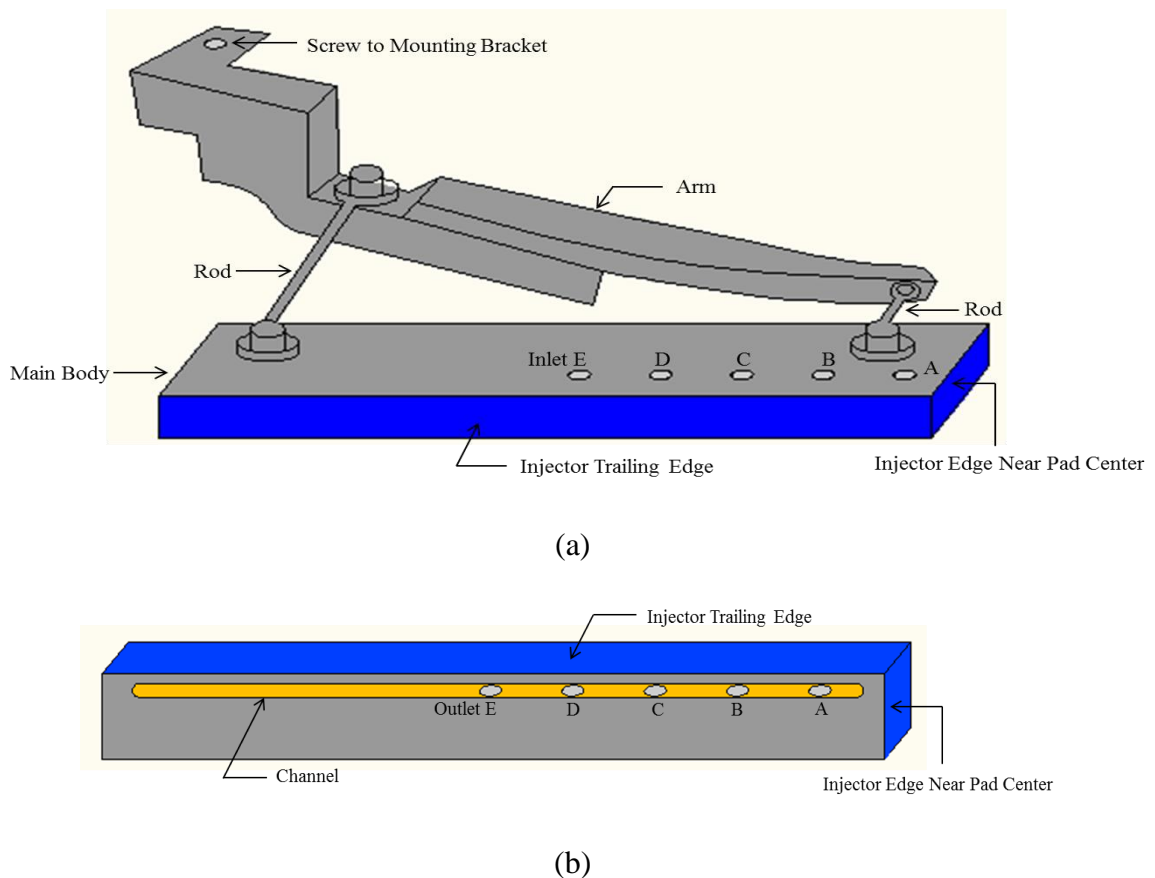 Screw to Mounting Bracket
Arm
Rod
Rod
Inlet E D C B A
Main Body
Injector Trailing Edge
Injector Edge Near Pad Center
(a)
Injector Trailing Edge
Outlet E D C B A
Channel
Injector Edge Near Pad Center
(b)